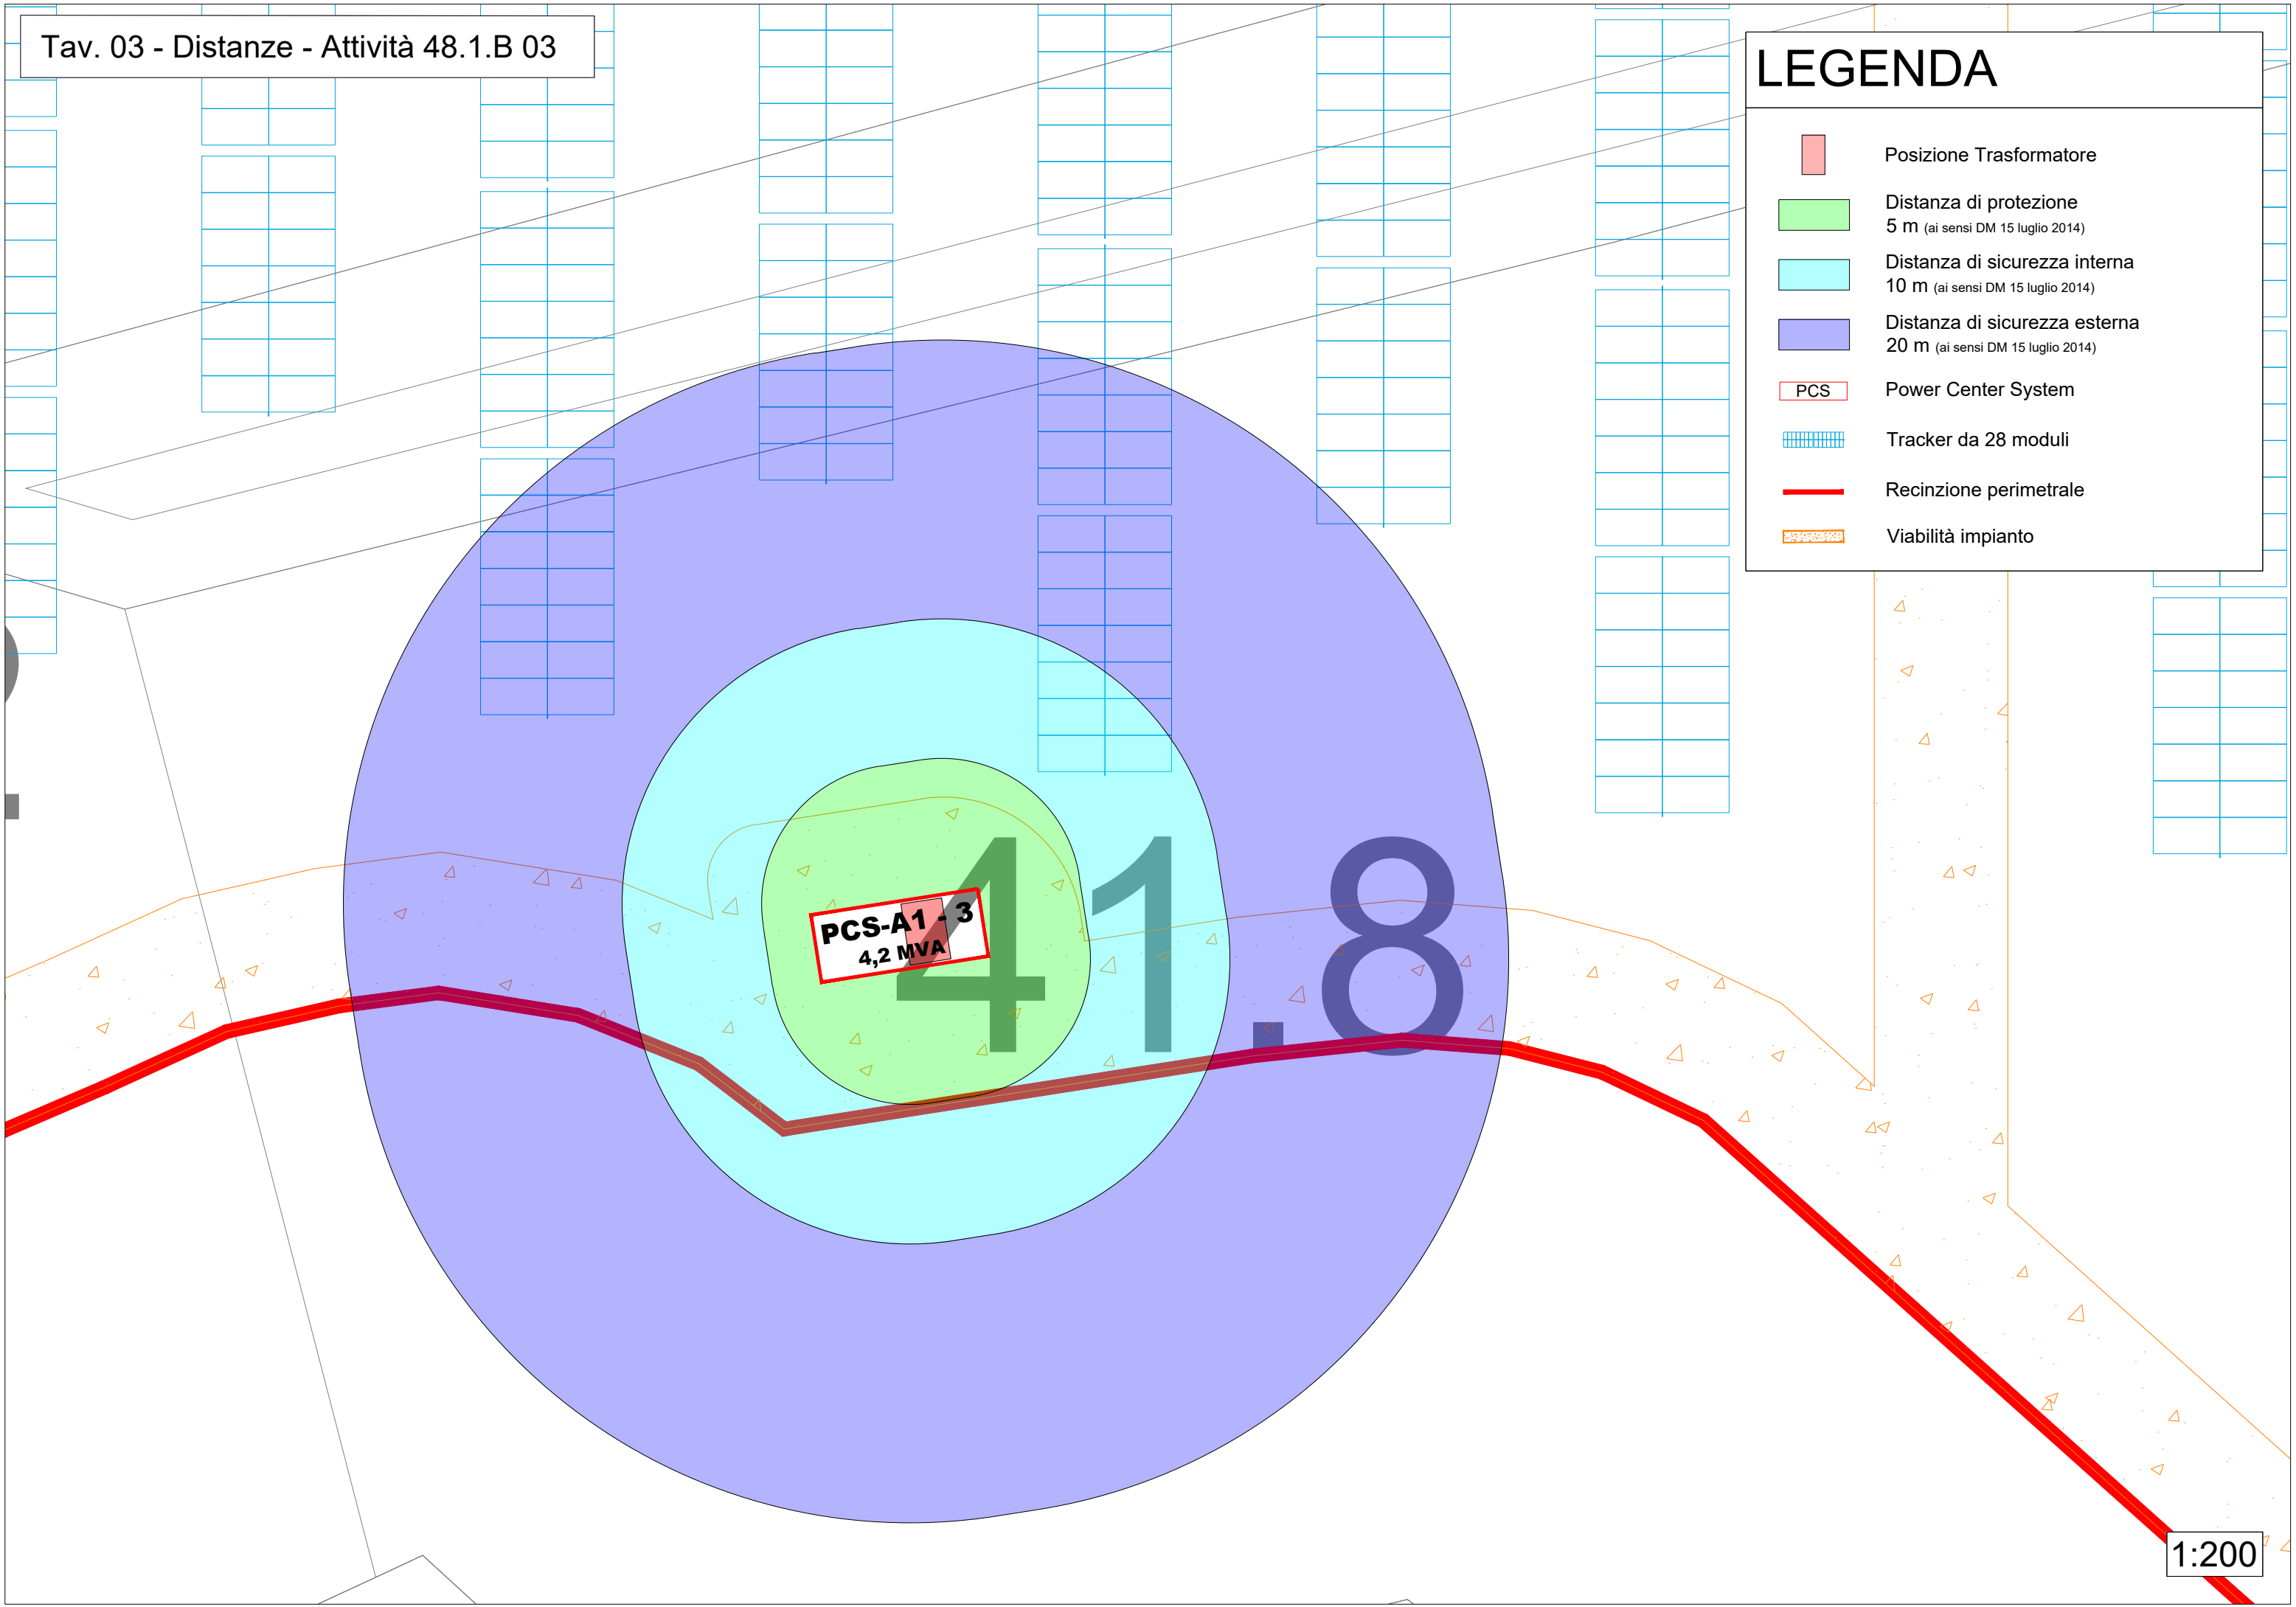 Tav. 03 - Distanze - Attività 48.1.B 03
LEGENDA
Posizione Trasformatore
Distanza di protezione
5 m (ai sensi DM 15 luglio 2014)
Distanza di sicurezza interna
10 m (ai sensi DM 15 luglio 2014)
Distanza di sicurezza esterna
20 m (ai sensi DM 15 luglio 2014)
PCS Power Center System
Tracker da 28 moduli
Recinzione perimetrale
Viabilità impianto
41.8
PCS-A1 - 3
4,2 MVA
1:200